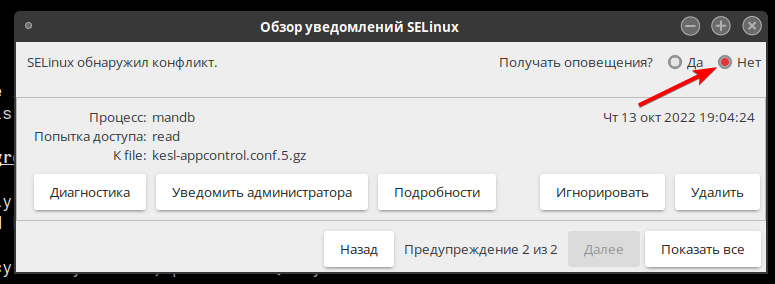 Обзор уведомлений SELinux
SELinux обнаружил конфликт. Получать оповещения? Да Нет
Процесс: mandb Чт 13 окт 2022 19:04:24
Попытка доступа: read
К file: kesl-appcontrol.conf.5.gz
Диагностика Уведомить администратора Подробности Игнорировать Удалить
Назад Предупреждение 2 из 2 Далее Показать все